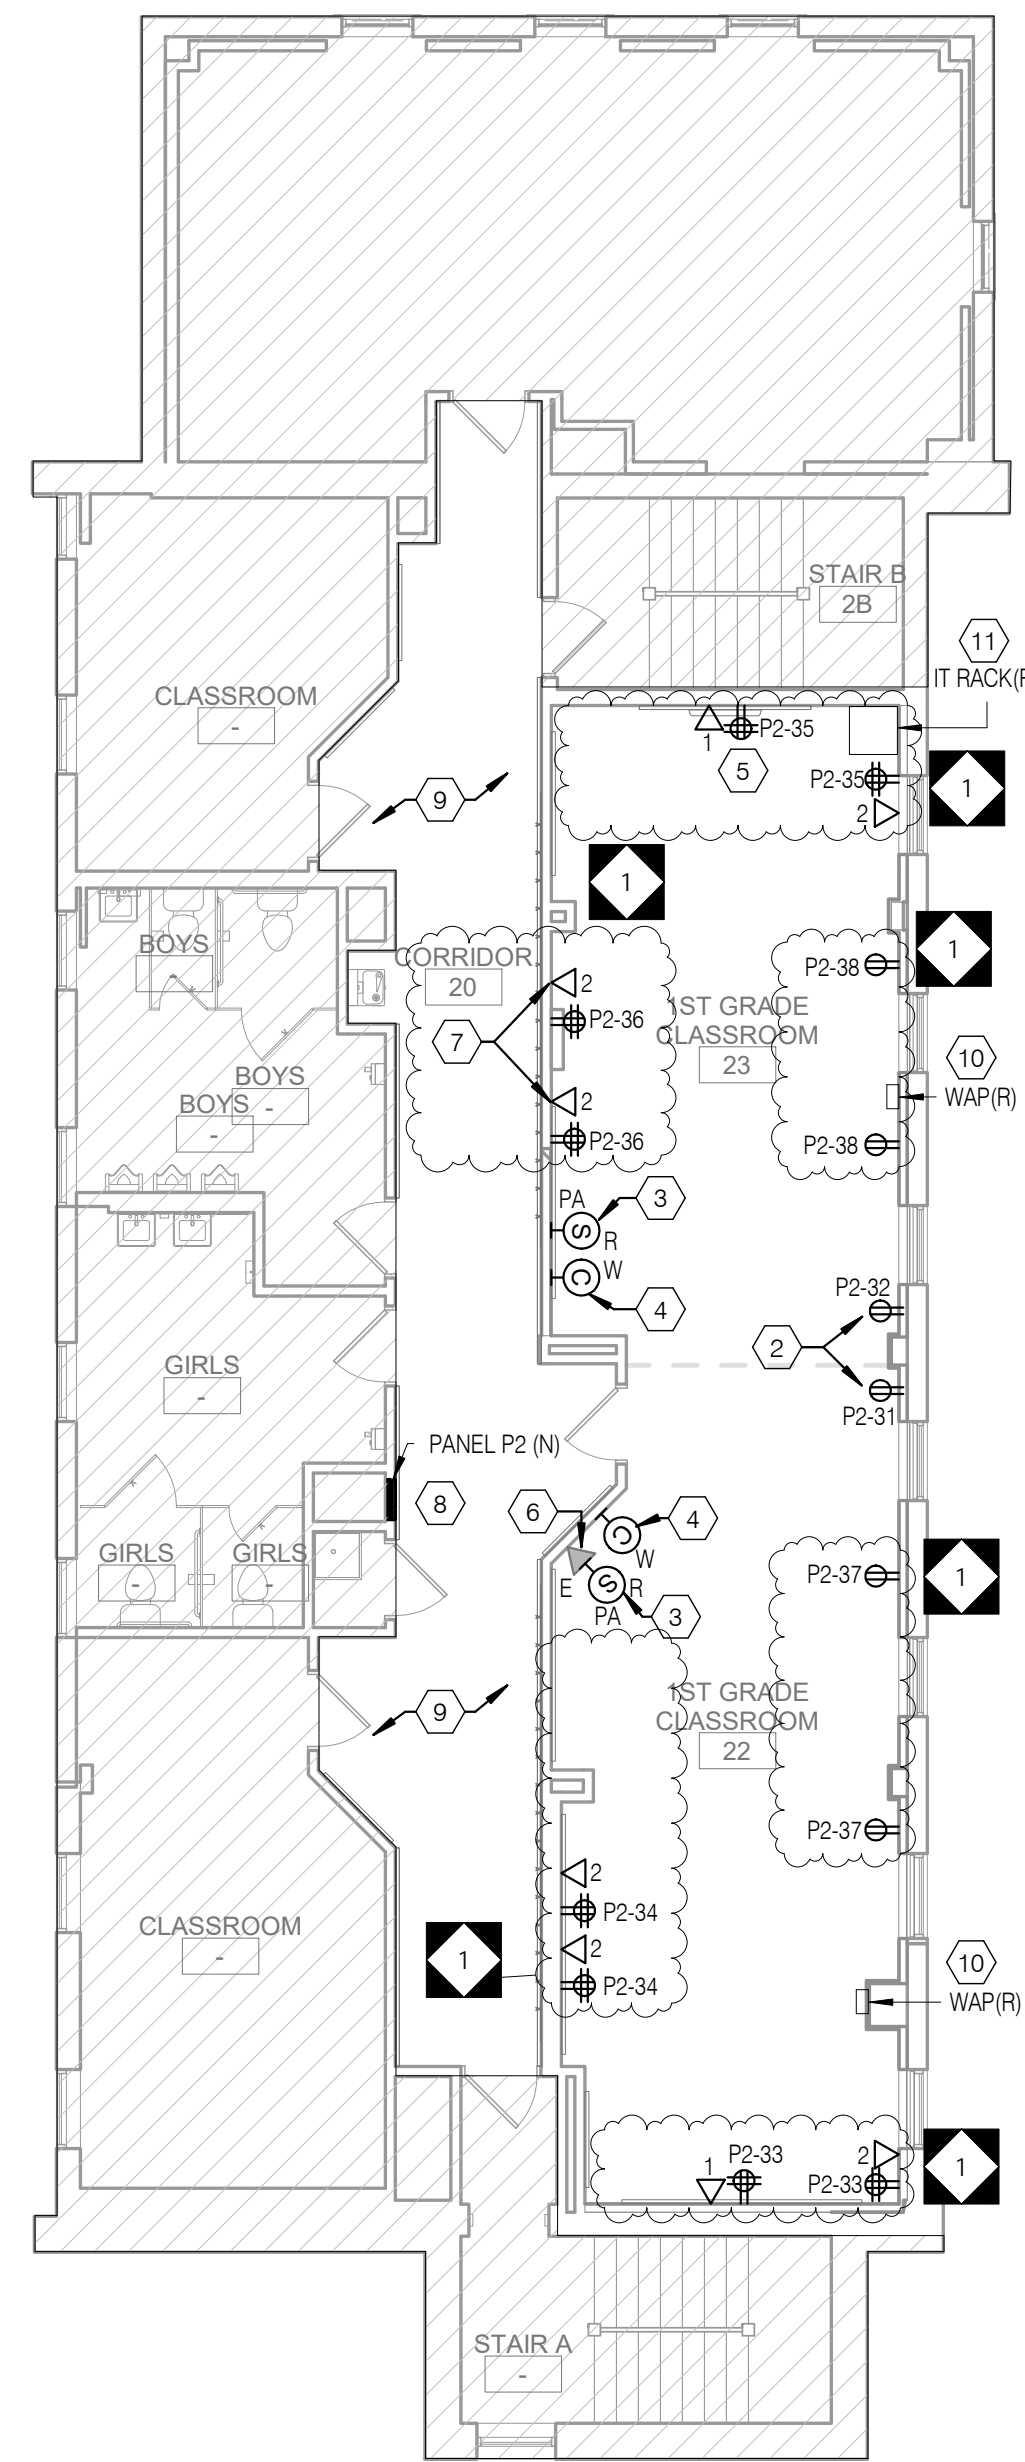 STAIR B
2B
11
IT RACK(R
CLASSROOM
-
1
P2-35
5
P2-35
1
2
9
1
BOYS
-
CORRIDOR
20
2
P2-36
1ST GRADE
CLASSROOM
23
P2-38
1
7
10
WAP(R)
BOYS
-
BOYS
-
2
P2-36
P2-38
PA
3
S
R
C
W
4
P2-32
2
GIRLS
-
P2-31
PANEL P2 (N)
8
6
4
C
W
GIRLS
-
GIRLS
-
E
S
R
PA
3
P2-37
1
1ST GRADE
CLASSROOM
22
9
P2-37
2
P2-34
CLASSROOM
-
1
2
P2-34
10
WAP(R)
1
P2-33
2
P2-33
1
STAIR A
-